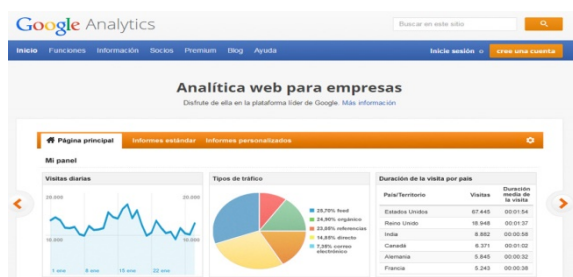 Google Analytics
Buscar en este sitio
Inicio Funciones Información Socios Premium Blog Ayuda
Inicie sesión o cree una cuenta
Analítica web para empresas
Disfrute de ella en la plataforma líder de Google. Más información
Página principal Informes estándar Informes personalizados
Mi panel
Visitas diarias
20.000 20.000
10.000 10.000
1 ene 8 ene 15 ene 22 ene
Tipos de tráfico
25,76% feed
24,98% orgánico
23,88% referencias
14,85% directo
7,38% correo
electrónico
Duración de la visita por país
País/Territorio Visitas Duración media de la visita
Estados Unidos 67.445 00:01:54
Reino Unido 18.948 00:01:37
India 8.882 00:00:58
Canadá 8.371 00:01:02
Alemania 5.845 00:00:32
Francia 5.243 00:00:38